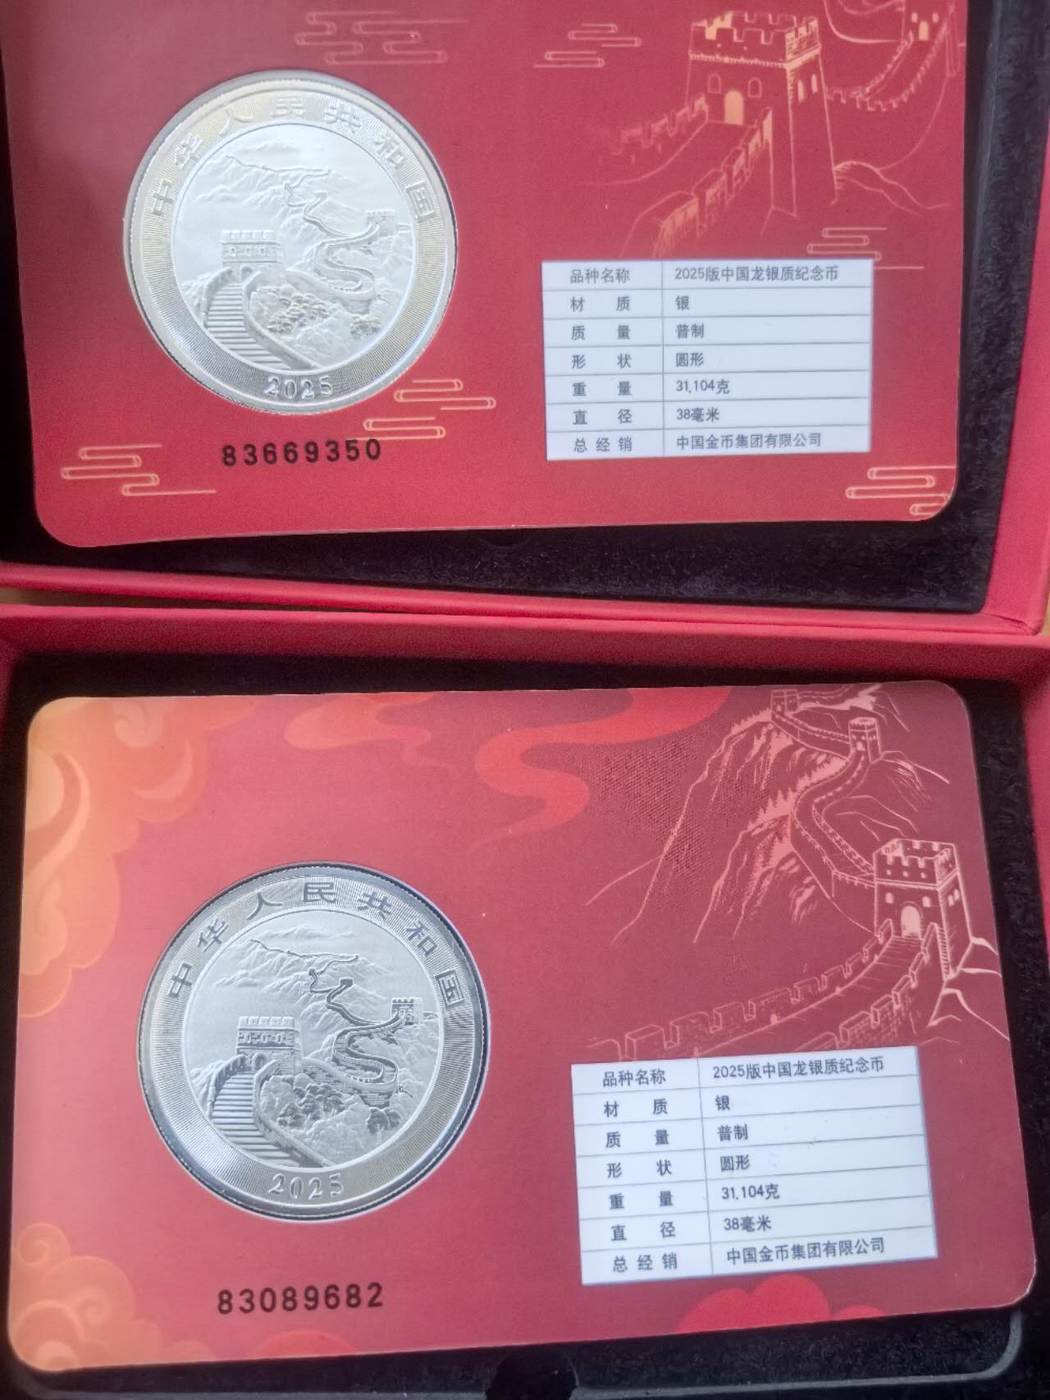 中华人民共和国
2025
83669350
品种名称 2025版中国龙银质纪念币
材 质 银
质 量 普制
形 状 圆形
重 量 31.104克
直 径 38毫米
总 经 销 中国金币集团有限公司
中华人民共和国
2025
83089682
品种名称 2025版中国龙银质纪念币
材 质 银
质 量 普制
形 状 圆形
重 量 31.104克
直 径 38毫米
总 经 销 中国金币集团有限公司